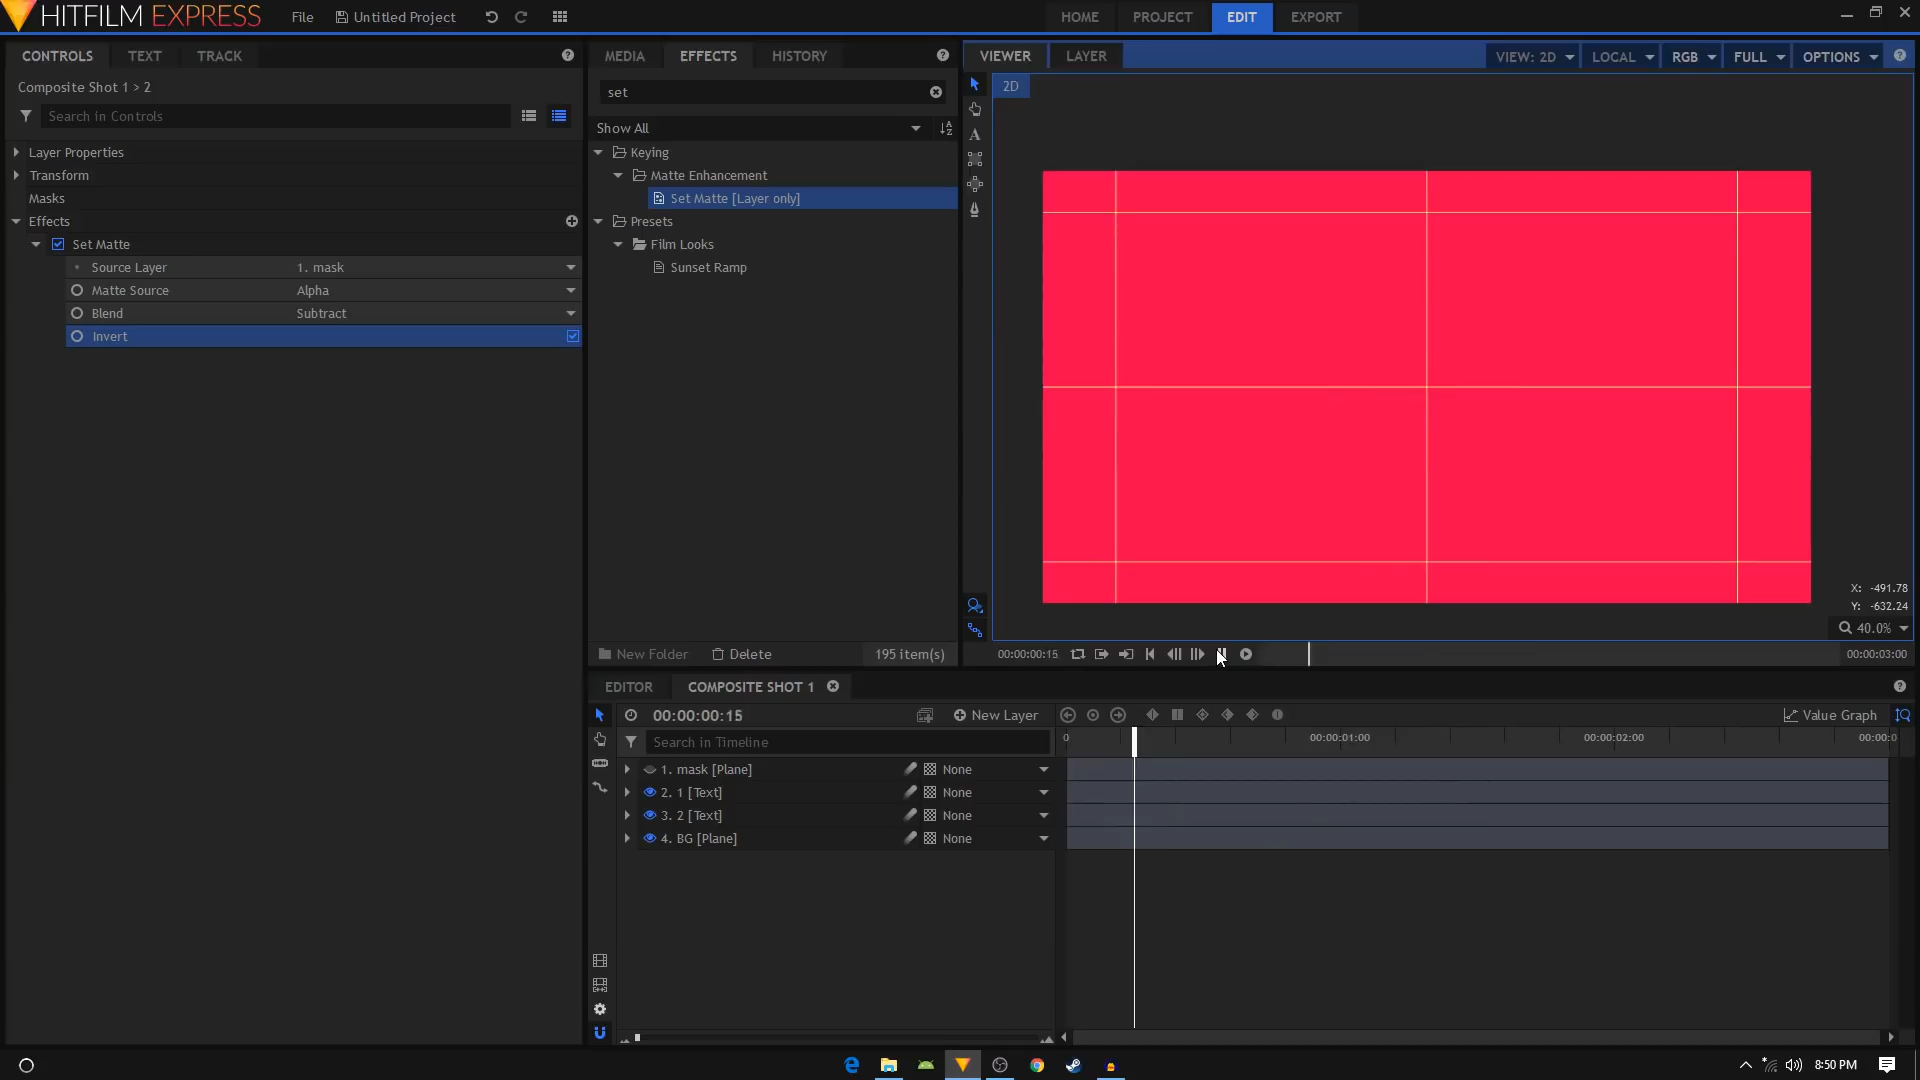 HITFILM EXPRESS
File
Untitled Project
HOME
PROJECT
EDIT
EXPORT
CONTROLS
TEXT
TRACK
Composite Shot 1 > 2
Search in Controls
Layer Properties
Transform
Masks
Effects
Set Matte
Source Layer 1. mask
Matte Source Alpha
Blend Subtract
Invert
MEDIA
EFFECTS
HISTORY
set
Show All
Keying
Matte Enhancement
Set Matte [Layer only]
Presets
Film Looks
Sunset Ramp
New Folder
Delete
195 item(s)
VIEWER
LAYER
VIEW: 2D
LOCAL
RGB
FULL
OPTIONS
2D
X: -491.78
Y: -632.24
40.0%
00:00:00:15
00:00:03:00
EDITOR
COMPOSITE SHOT 1
00:00:00:15
New Layer
Value Graph
Search in Timeline
0
00:00:01:00
00:00:02:00
00:00:0
1. mask [Plane] None
2. 1 [Text] None
3. 2 [Text] None
4. BG [Plane] None
8:50 PM